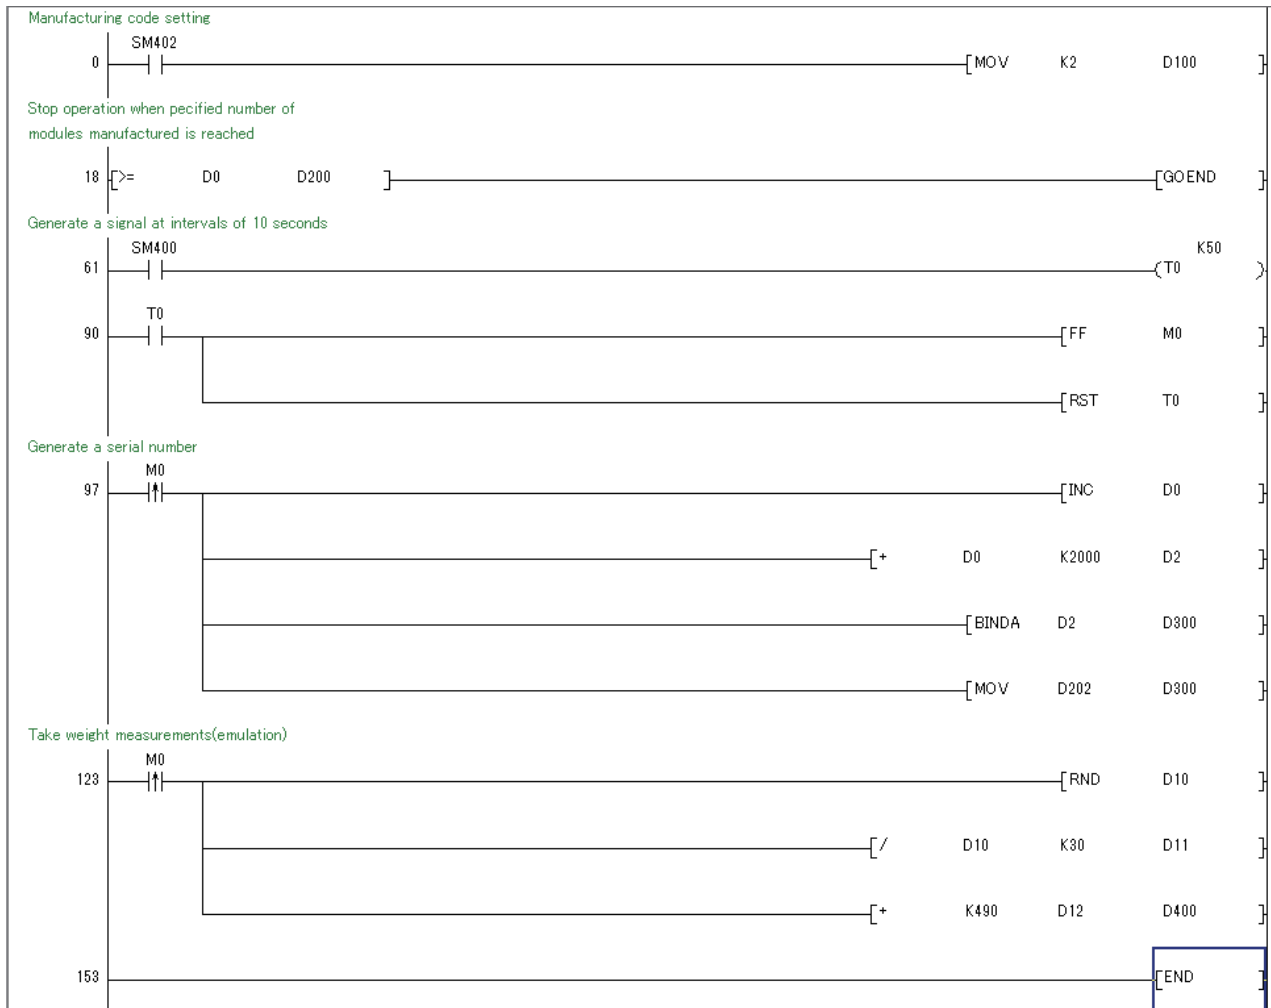 Manufacturing code setting
SM402
0 [MOV K2 D100 ]
Stop operation when pecified number of
modules manufactured is reached
18 [>= D0 D200 ] [GOEND ]
Generate a signal at intervals of 10 seconds
SM400 K50
61 (T0 )
T0
90 [FF M0 ]
[RST T0 ]
Generate a serial number
M0
97 [INC D0 ]
[+ D0 K2000 D2 ]
[BINDA D2 D300 ]
[MOV D202 D300 ]
Take weight measurements(emulation)
M0
123 [RND D10 ]
[/ D10 K30 D11 ]
[+ K490 D12 D400 ]
153 [END ]